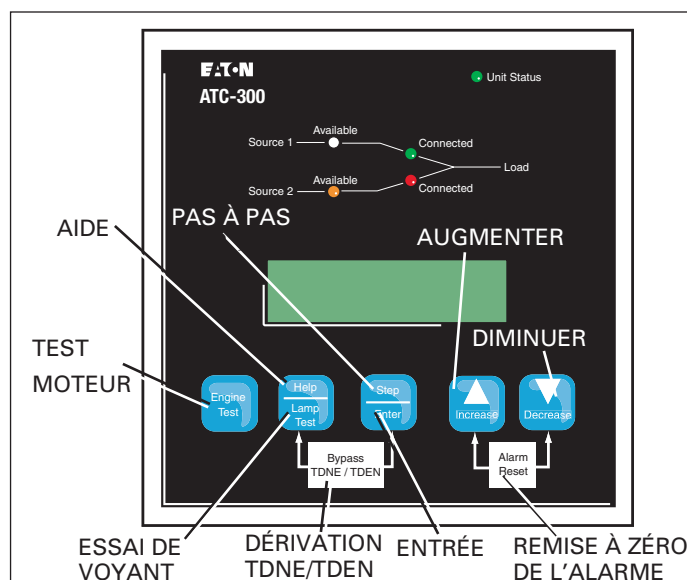 EATON
ATC-300
Unit Status
Available
Source 1
Connected
Load
Available
Source 2
Connected
PAS À PAS
AIDE
AUGMENTER
DIMINUER
TEST
MOTEUR
Engine
Test
Help
Lamp
Test
Step
Enter
Increase
Decrease
Bypass
TDNE / TDEN
Alarm
Reset
ESSAI DE
VOYANT
DÉRIVATION
TDNE/TDEN
ENTRÉE
REMISE À ZÉRO
DE L'ALARME